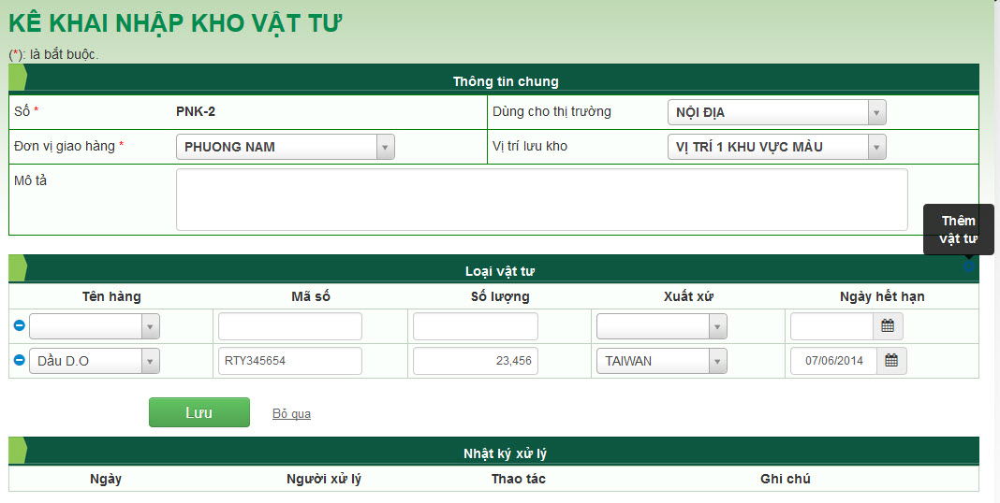 KÊ KHAI NHẬP KHO VẬT TƯ
(*): là bắt buộc.
Thông tin chung
Số * PNK-2 Dùng cho thị trường NỘI ĐỊA
Đơn vị giao hàng * PHUONG NAM Vị trí lưu kho VỊ TRÍ 1 KHU VỰC MÀU
Mô tả
Thêm
vật tư
Loại vật tư
Tên hàng Mã số Số lượng Xuất xứ Ngày hết hạn
Dầu D.O RTY345654 23,456 TAIWAN 07/06/2014
Lưu Bỏ qua
Nhật ký xử lý
Ngày Người xử lý Thao tác Ghi chú